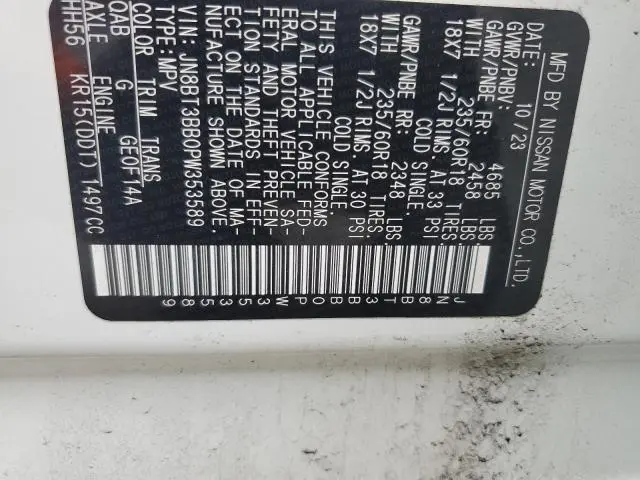 MFD BY NISSAN MOTOR CO.,LTD.
DATE: 10/23
GVWR/PNBV: 4685 LBS
GAWR/PNBE FR: 2458 LBS
WITH 235/60R18 TIRES.
18X7 1/2J RIMS. AT 33 PSI
COLD SINGLE.
GAWR/PNBE RR: 2348 LBS
WITH 235/60R18 TIRES.
18X7 1/2J RIMS. AT 30 PSI
COLD SINGLE.
THIS VEHICLE CONFORMS
TO ALL APPLICABLE FED-
ERAL MOTOR VEHICLE SA-
FETY AND THEFT PREVEN-
TION STANDARDS IN EFF-
ECT ON THE DATE OF MA-
NUFACTURE SHOWN ABOVE.
: JN8BT3BB0PW353589
TYPE: MPV
COLOR TRIM TRANS
QAB G GE0F14A
AXLE ENGINE
HH56 KR15(DDT) 1497CC
JN8BT3BB0PW353589